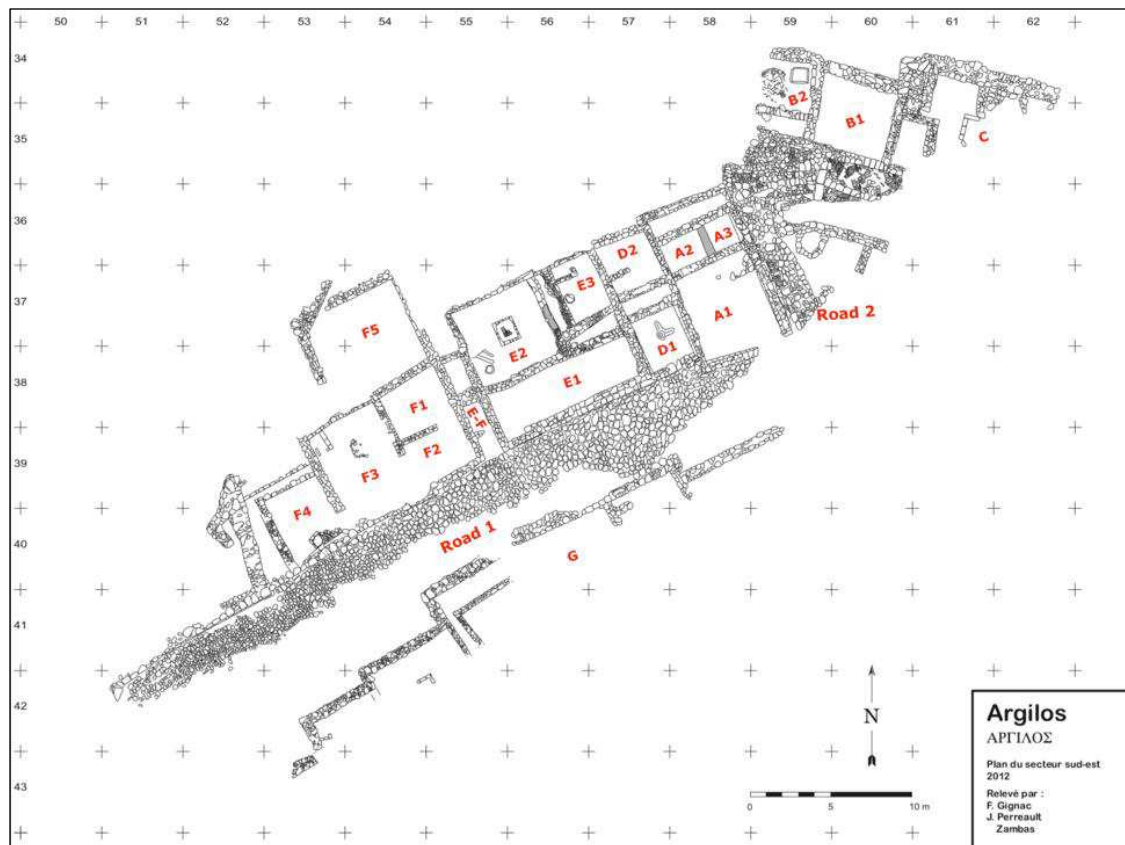 50 51 52 53 54 55 56 57 58 59 60 61 62
34
B2
B1
C
35
36
A3
A2
D2
E3
37
A1
Road 2
F5
E2
D1
38
E1
F1
E-F
39
F2
F3
F4
40
Road 1
G
41
42
N
43
0 5 10 m
Argilos
ΑΡΓΙΛΟΣ
Plan du secteur sud-est
2012
Relevé par :
F. Gignac
J. Perreault
Zambas